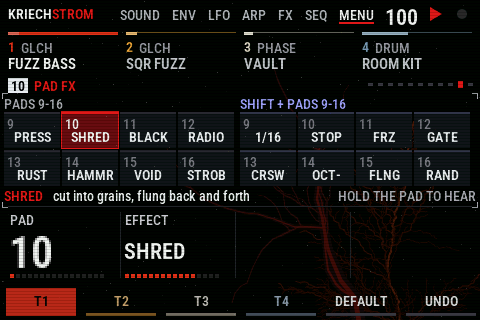 KRIECHSTROM SOUND ENV LFO ARP FX SEQ MENU 100
1 GLCH 2 GLCH 3 PHASE 4 DRUM
FUZZ BASS SQR FUZZ VAULT ROOM KIT
10 PAD FX
PADS 9-16 SHIFT + PADS 9-16
9 10 11 12 9 10 11 12
PRESS SHRED BLACK RADIO 1/16 STOP FRZ GATE
13 14 15 16 13 14 15 16
RUST HAMMR VOID STROB CRSW OCT- FLNG RAND
SHRED cut into grains, flung back and forth HOLD THE PAD TO HEAR
PAD EFFECT
10 SHRED
T1 T2 T3 T4 DEFAULT UNDO